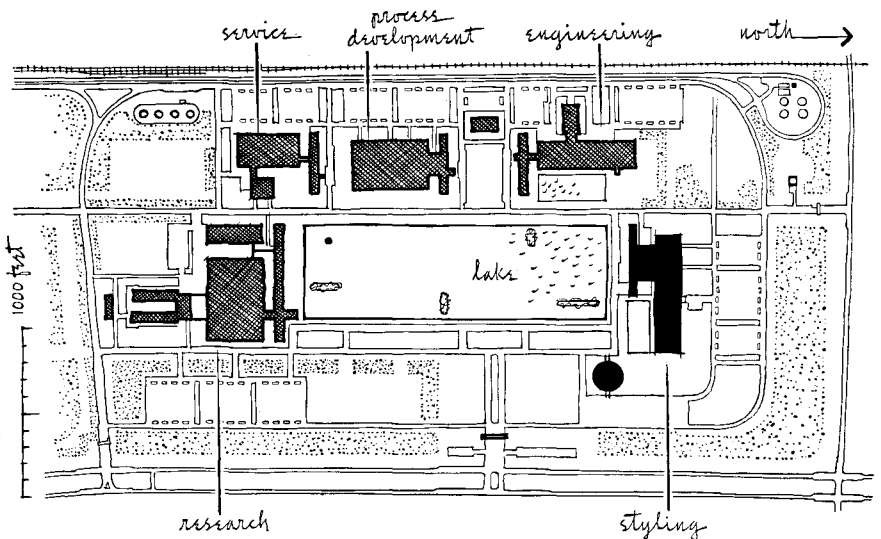 service
process
development
engineering
north
lake
1000 feet
research
styling